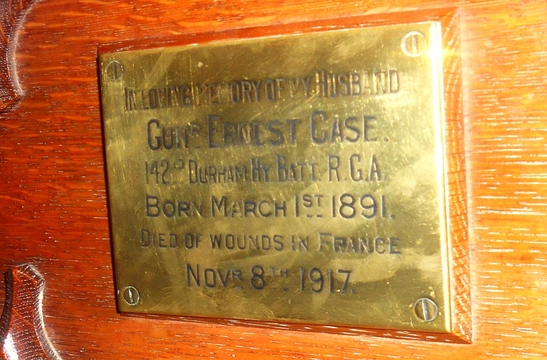 IN LOVING MEMORY OF MY HUSBAND
GUNR ERNEST CASE.
142ND DURHAM HY BATT. R.G.A.
BORN MARCH 1ST 1891.
DIED OF WOUNDS IN FRANCE
NOVR 8TH 1917.